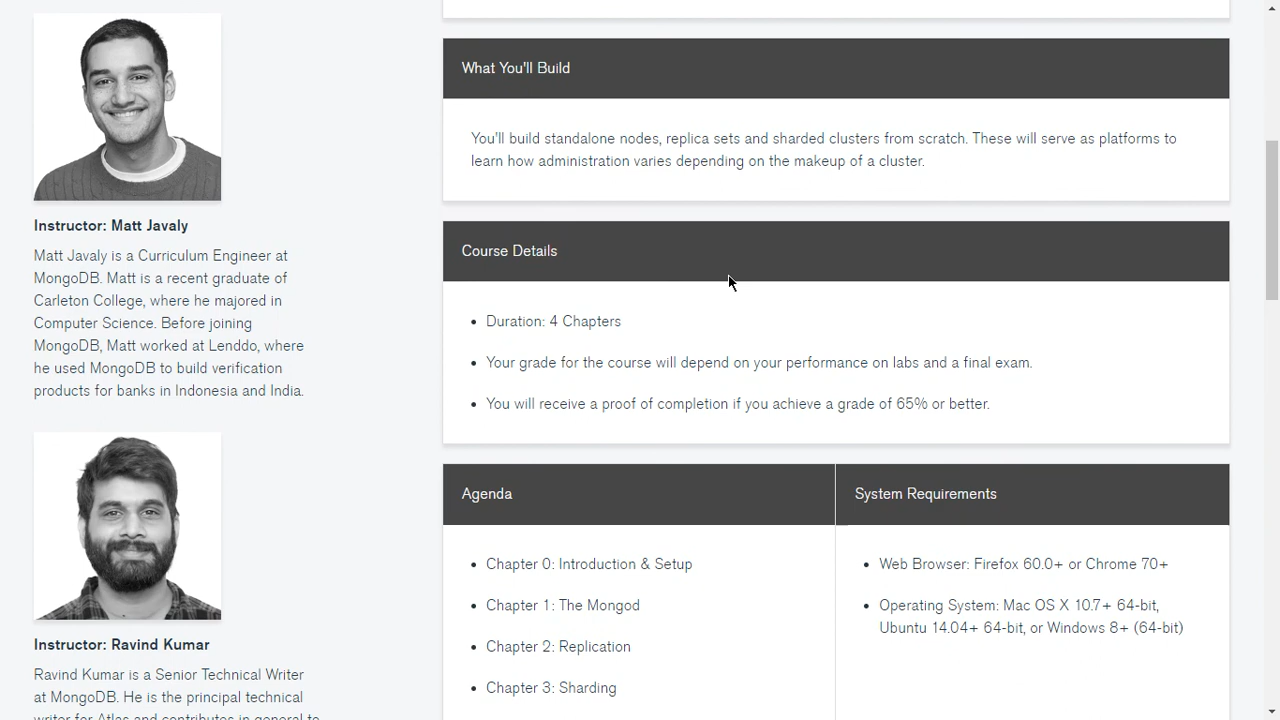 Instructor: Matt Javaly
Matt Javaly is a Curriculum Engineer at
MongoDB. Matt is a recent graduate of
Carleton College, where he majored in
Computer Science. Before joining
MongoDB, Matt worked at Lenddo, where
he used MongoDB to build verification
products for banks in Indonesia and India.
Instructor: Ravind Kumar
Ravind Kumar is a Senior Technical Writer
at MongoDB. He is the principal technical
writer for Atlas and contributes in general to
What You'll Build
You'll build standalone nodes, replica sets and sharded clusters from scratch. These will serve as platforms to
learn how administration varies depending on the makeup of a cluster.
Course Details
• Duration: 4 Chapters
• Your grade for the course will depend on your performance on labs and a final exam.
• You will receive a proof of completion if you achieve a grade of 65% or better.
Agenda
• Chapter 0: Introduction & Setup
• Chapter 1: The Mongod
• Chapter 2: Replication
• Chapter 3: Sharding
System Requirements
• Web Browser: Firefox 60.0+ or Chrome 70+
• Operating System: Mac OS X 10.7+ 64-bit,
Ubuntu 14.04+ 64-bit, or Windows 8+ (64-bit)